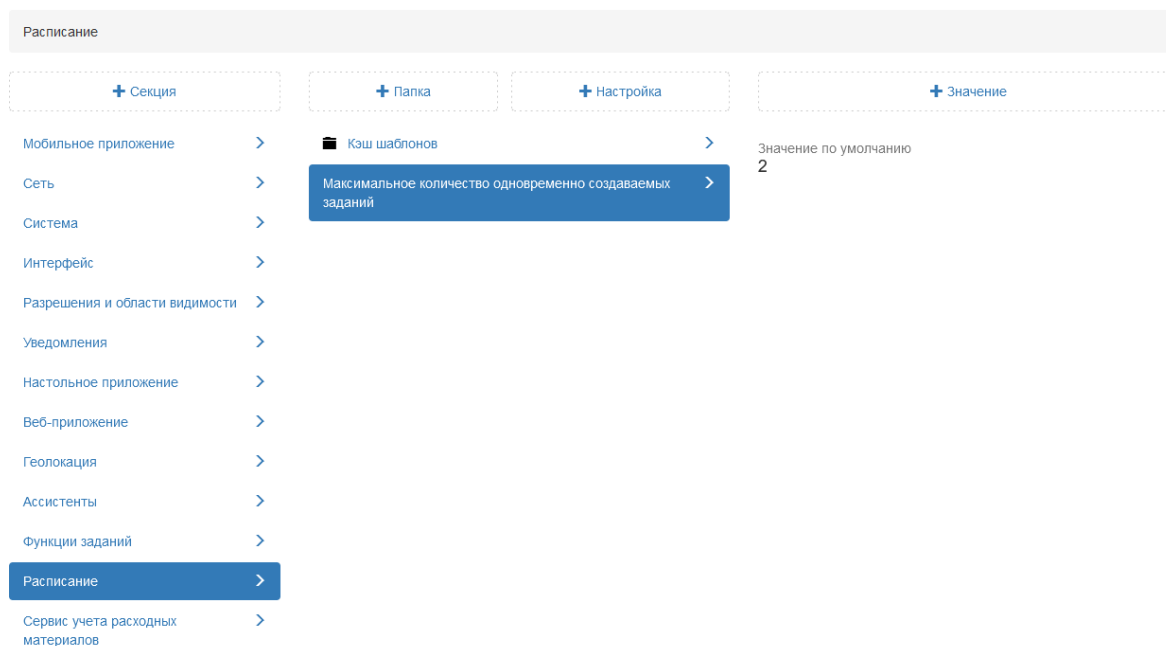 Расписание
Секция
Папка
Настройка
Значение
Мобильное приложение
Сеть
Система
Интерфейс
Разрешения и области видимости
Уведомления
Настольное приложение
Веб-приложение
Геолокация
Ассистенты
Функции заданий
Расписание
Сервис учета расходных
материалов
Кэш шаблонов
Максимальное количество одновременно создаваемых
заданий
Значение по умолчанию
2